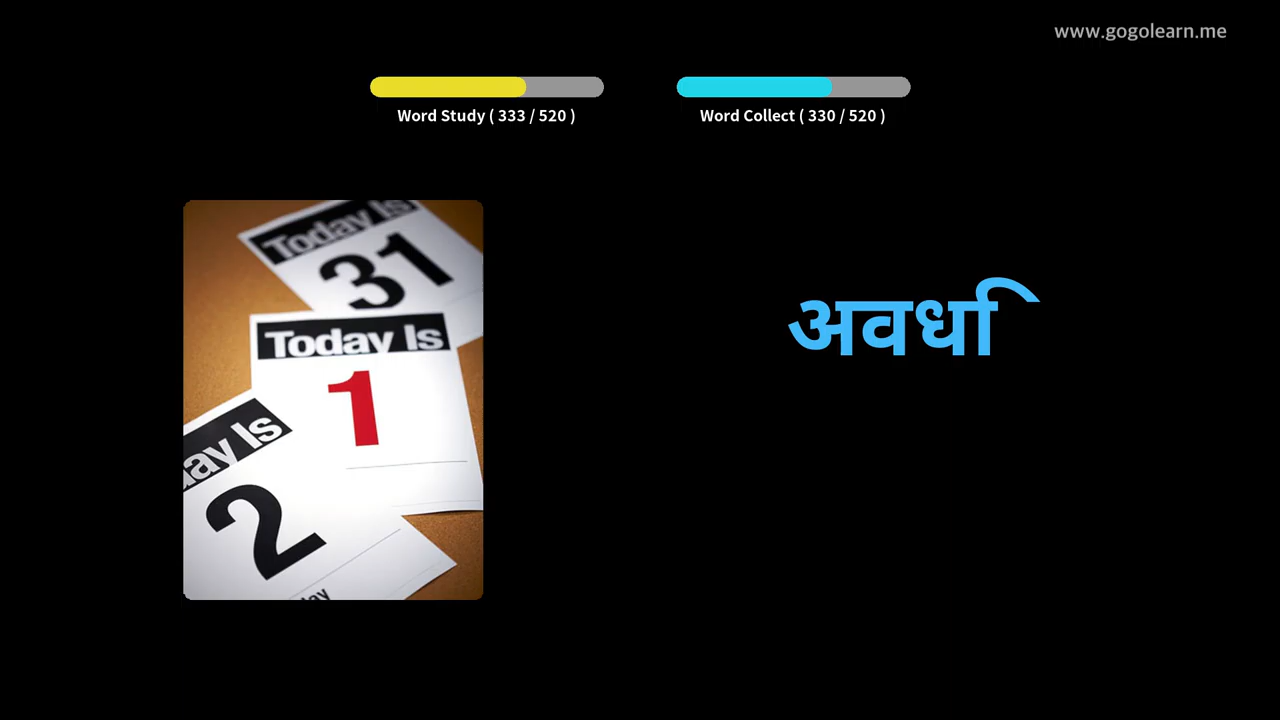 www.gogolearn.me
Word Study ( 333 / 520 )
Word Collect ( 330 / 520 )
Today Is
31
Today Is
1
ay Is
2
अवधि